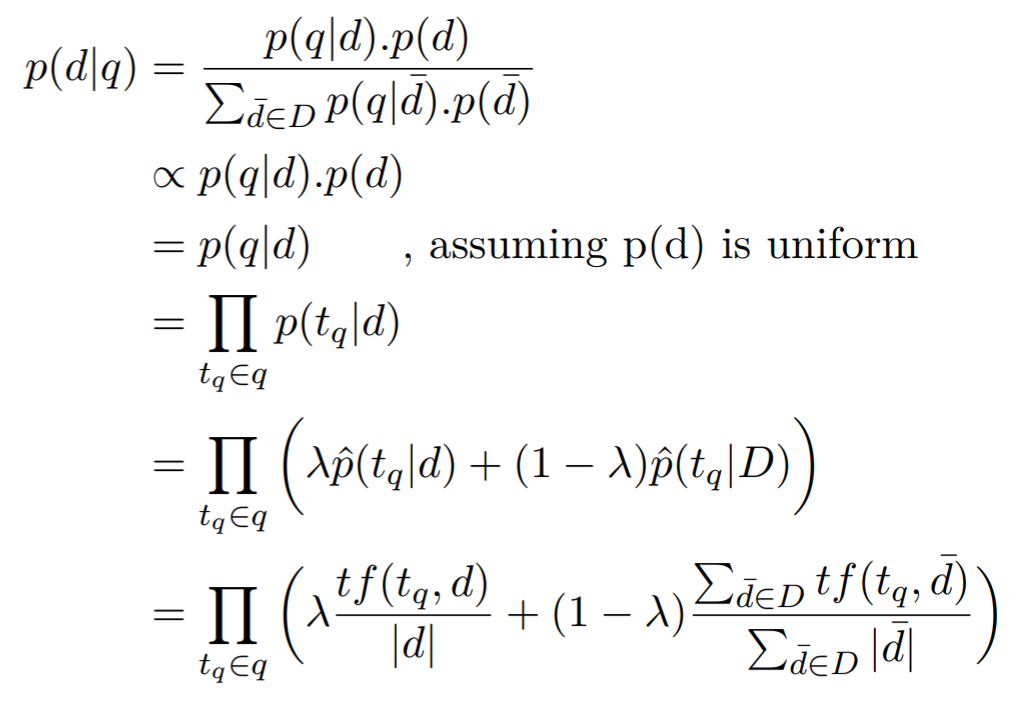 $p(d|q) = \frac{p(q|d).p(d)}{\sum_{\bar{d} \in D} p(q|\bar{d}).p(\bar{d})}$
$\propto p(q|d).p(d)$
$= p(q|d)$ , assuming p(d) is uniform
$= \prod_{t_q \in q} p(t_q|d)$
$= \prod_{t_q \in q} \left( \lambda \hat{p}(t_q|d) + (1 - \lambda) \hat{p}(t_q|D) \right)$
$= \prod_{t_q \in q} \left( \lambda \frac{tf(t_q, d)}{|d|} + (1 - \lambda) \frac{\sum_{\bar{d} \in D} tf(t_q, \bar{d})}{\sum_{\bar{d} \in D} |\bar{d}|} \right)$